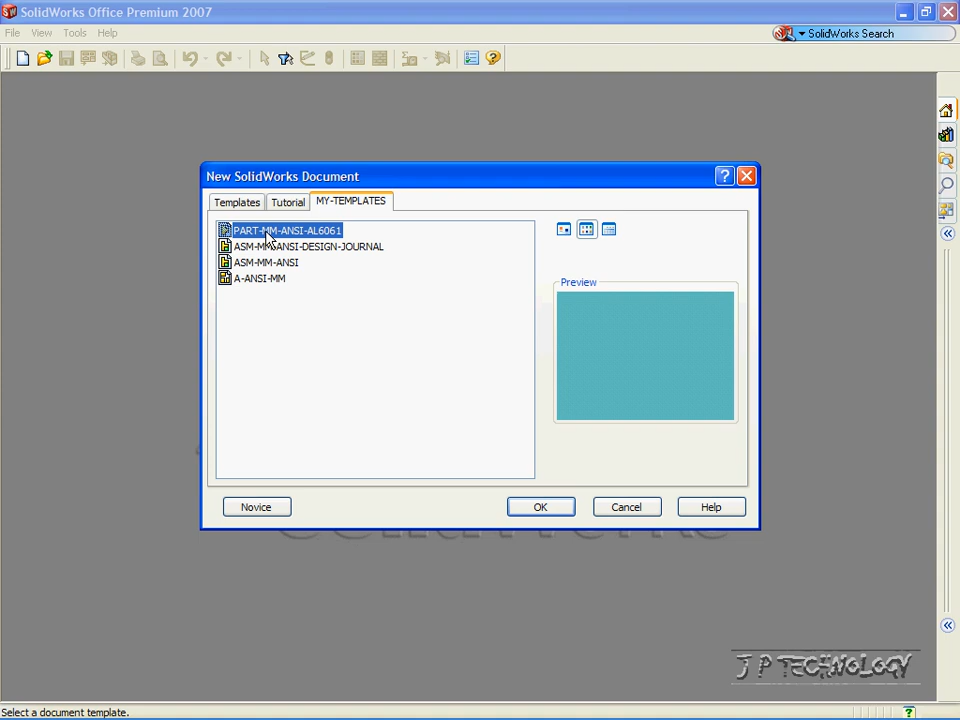 SolidWorks Office Premium 2007
File View Tools Help
SolidWorks Search
New SolidWorks Document
Templates Tutorial MY-TEMPLATES
PART-MM-ANSI-AL6061
ASM-MM-ANSI-DESIGN-JOURNAL
ASM-MM-ANSI
A-ANSI-MM
Preview
Novice OK Cancel Help
J P TECHNOLOGY
Select a document template.